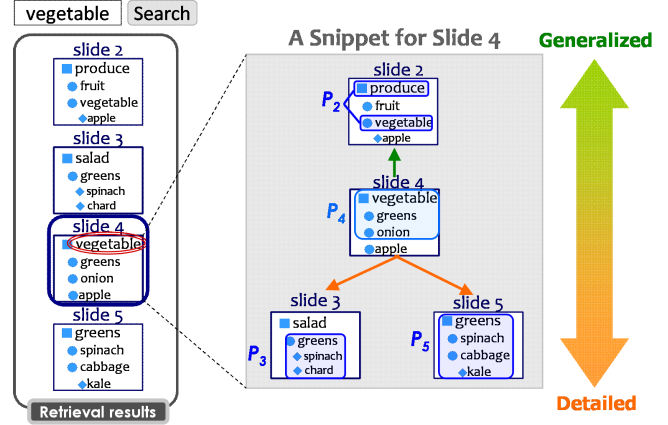 vegetable
Search
slide 2
produce
fruit
vegetable
apple
slide 3
salad
greens
spinach
chard
slide 4
vegetable
greens
onion
apple
slide 5
greens
spinach
cabbage
kale
Retrieval results
A Snippet for Slide 4
slide 2
produce
P2
fruit
vegetable
apple
slide 4
vegetable
P4
greens
onion
apple
slide 3
salad
greens
P3
spinach
chard
slide 5
greens
P5
spinach
cabbage
kale
Generalized
Detailed